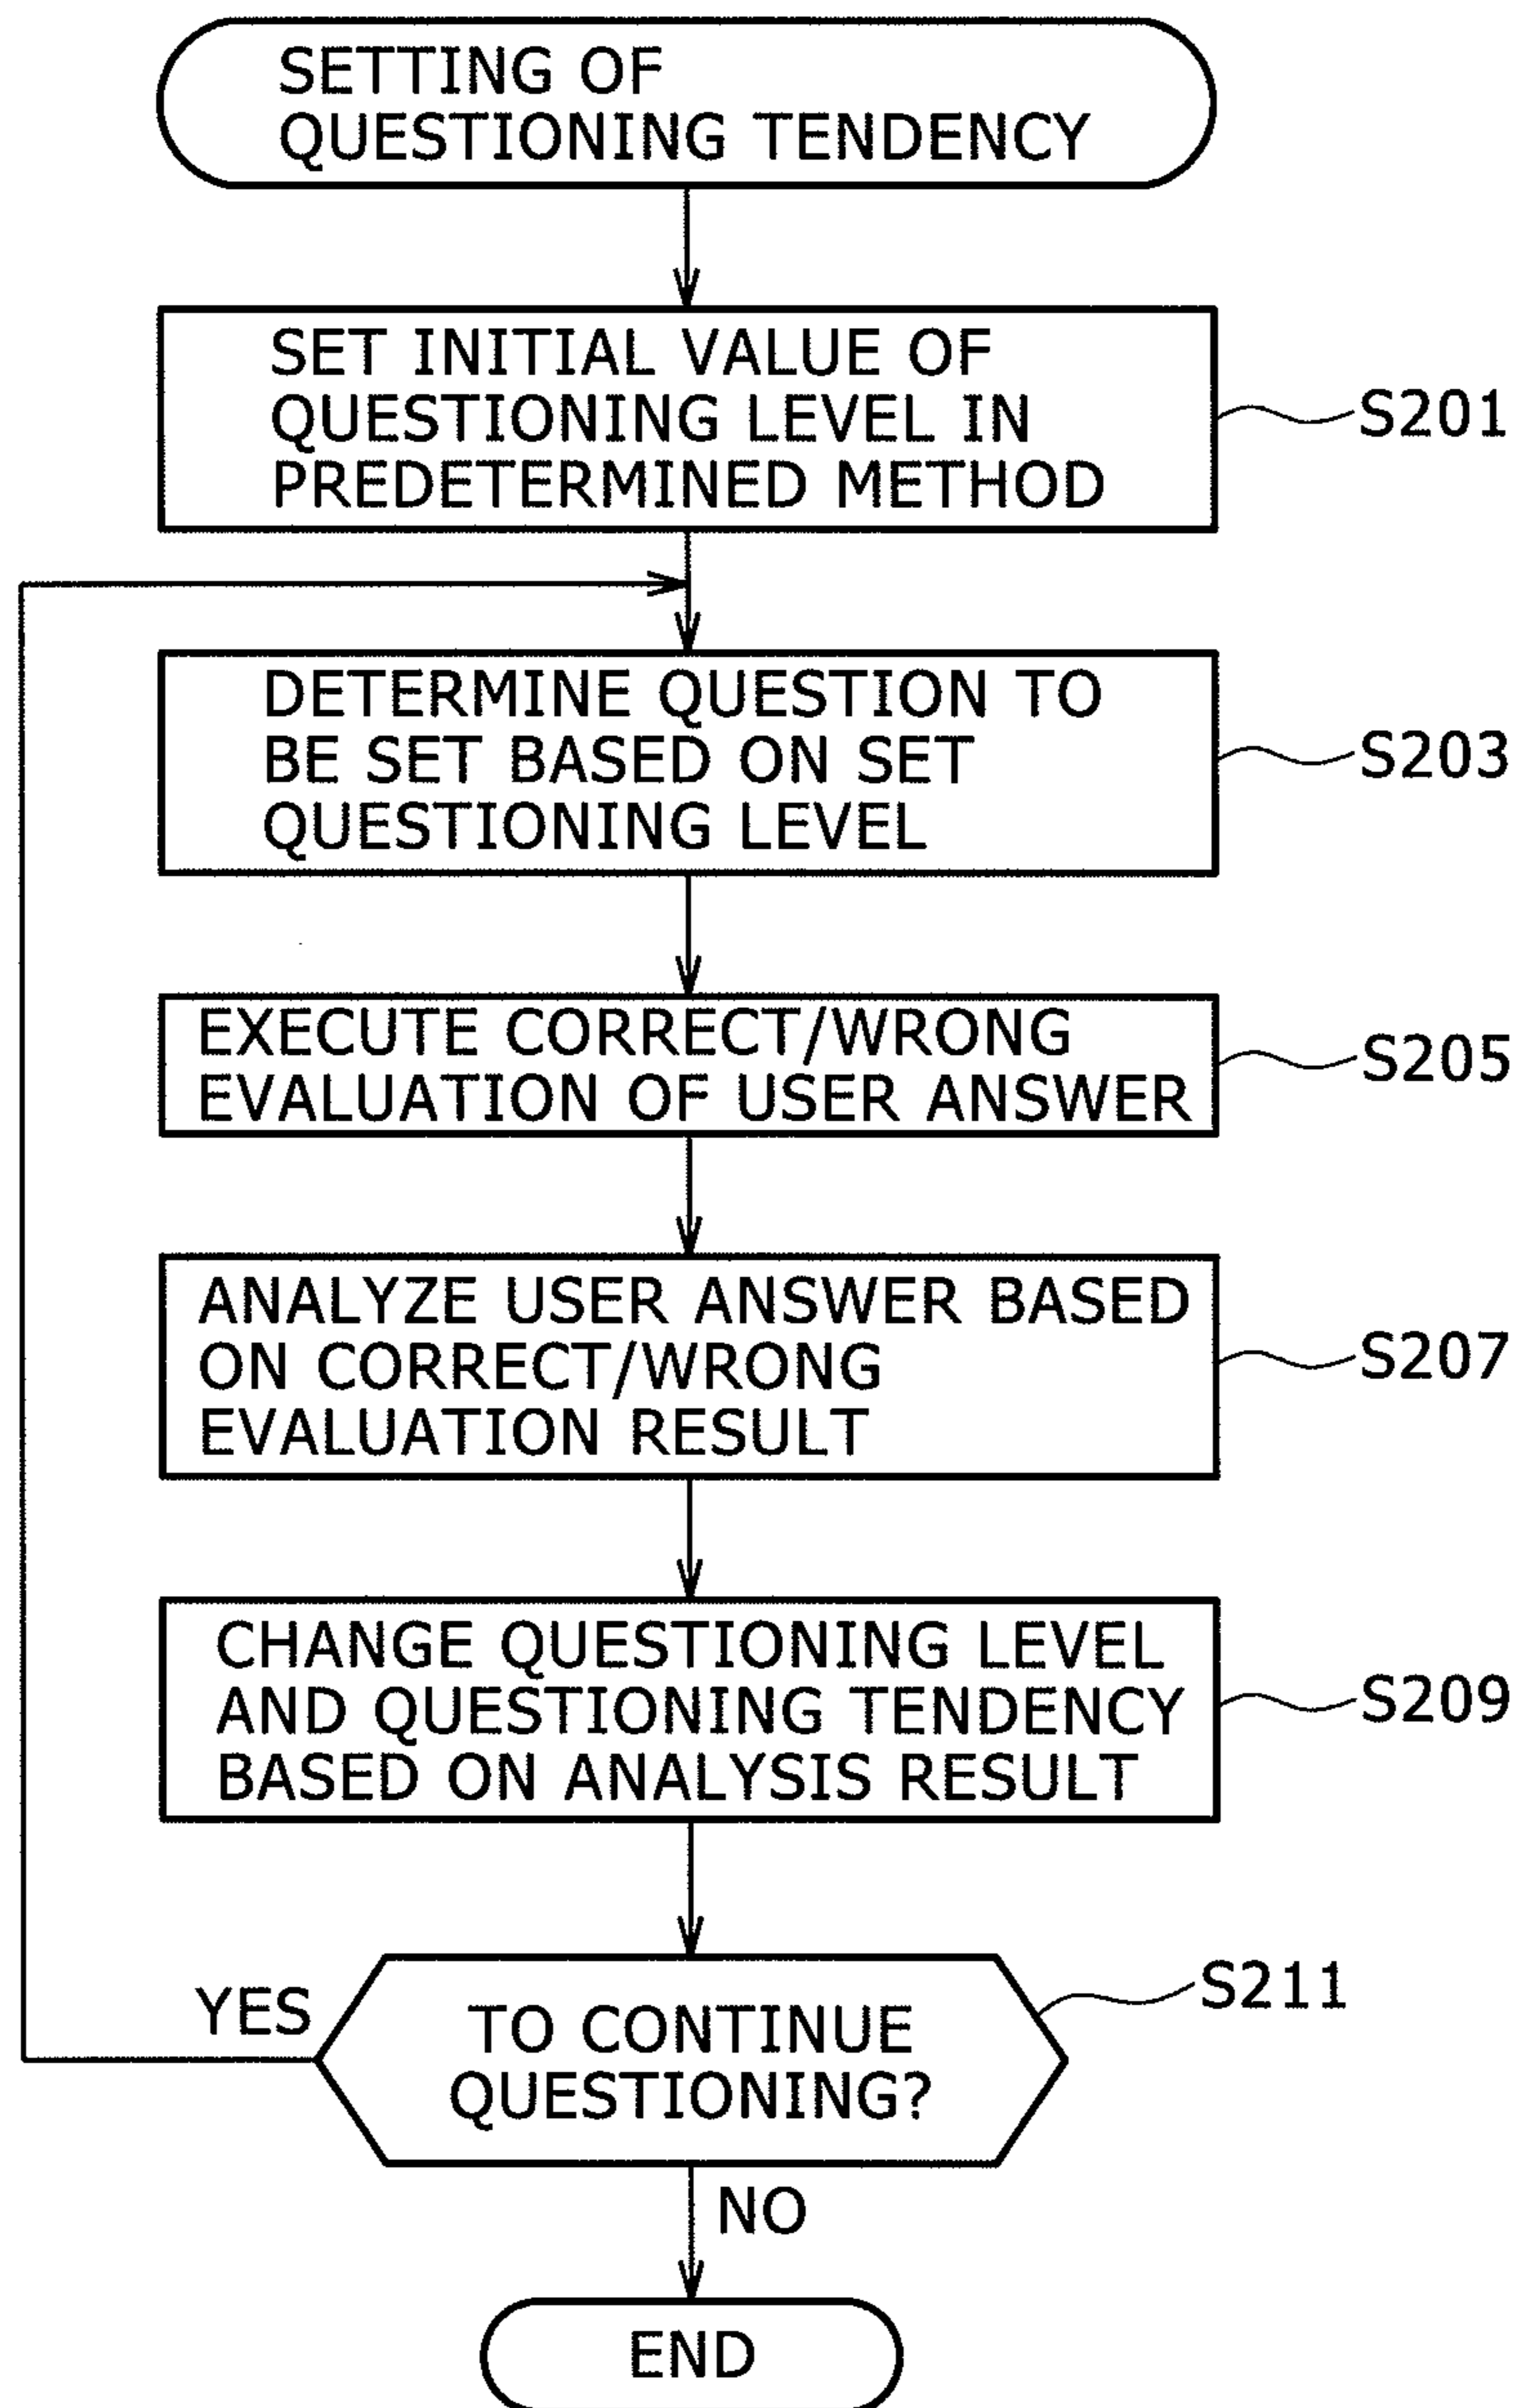 SETTING OF
QUESTIONING TENDENCY
SET INITIAL VALUE OF
QUESTIONING LEVEL IN
PREDETERMINED METHOD
S201
DETERMINE QUESTION TO
BE SET BASED ON SET
QUESTIONING LEVEL
S203
EXECUTE CORRECT/WRONG
EVALUATION OF USER ANSWER
S205
ANALYZE USER ANSWER BASED
ON CORRECT/WRONG
EVALUATION RESULT
S207
CHANGE QUESTIONING LEVEL
AND QUESTIONING TENDENCY
BASED ON ANALYSIS RESULT
S209
YES
TO CONTINUE
QUESTIONING?
S211
NO
END